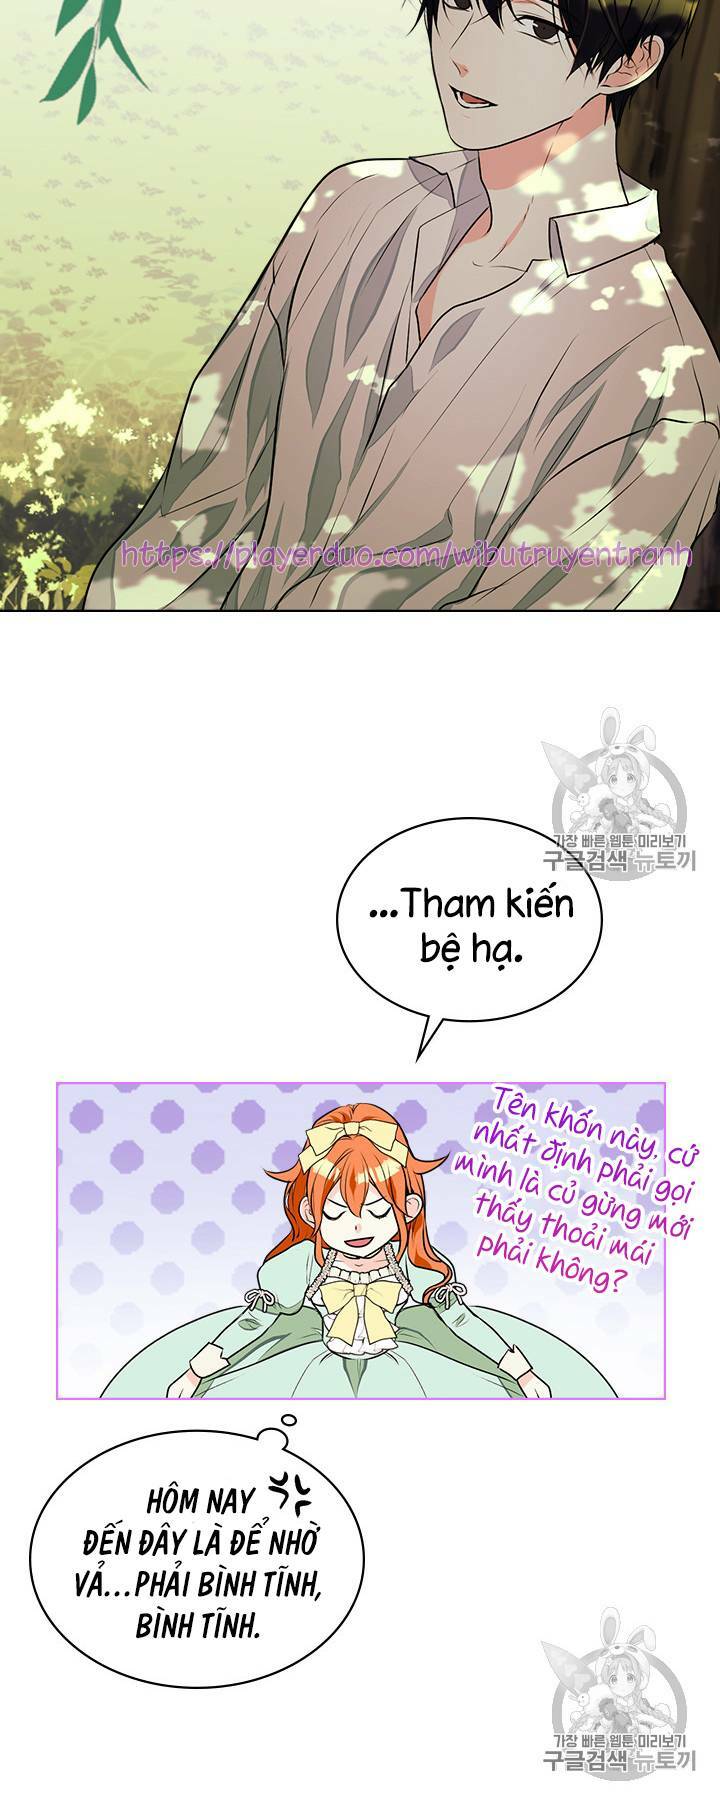 https://playerduo.com/wibutruyentranh
가장 빠른 웹툰 미리보기
구글검색 뉴토끼
...Tham kiến
bệ hạ.
Tên khốn này, cứ
nhất định phải gọi
mình là củ gừng mới
thấy thoải mái
phải không?
HÔM NAY
ĐẾN ĐÂY LÀ ĐỂ NHỜ
VẢ...PHẢI BÌNH TĨNH,
BÌNH TĨNH.
가장 빠른 웹툰 미리보기
구글검색 뉴토끼